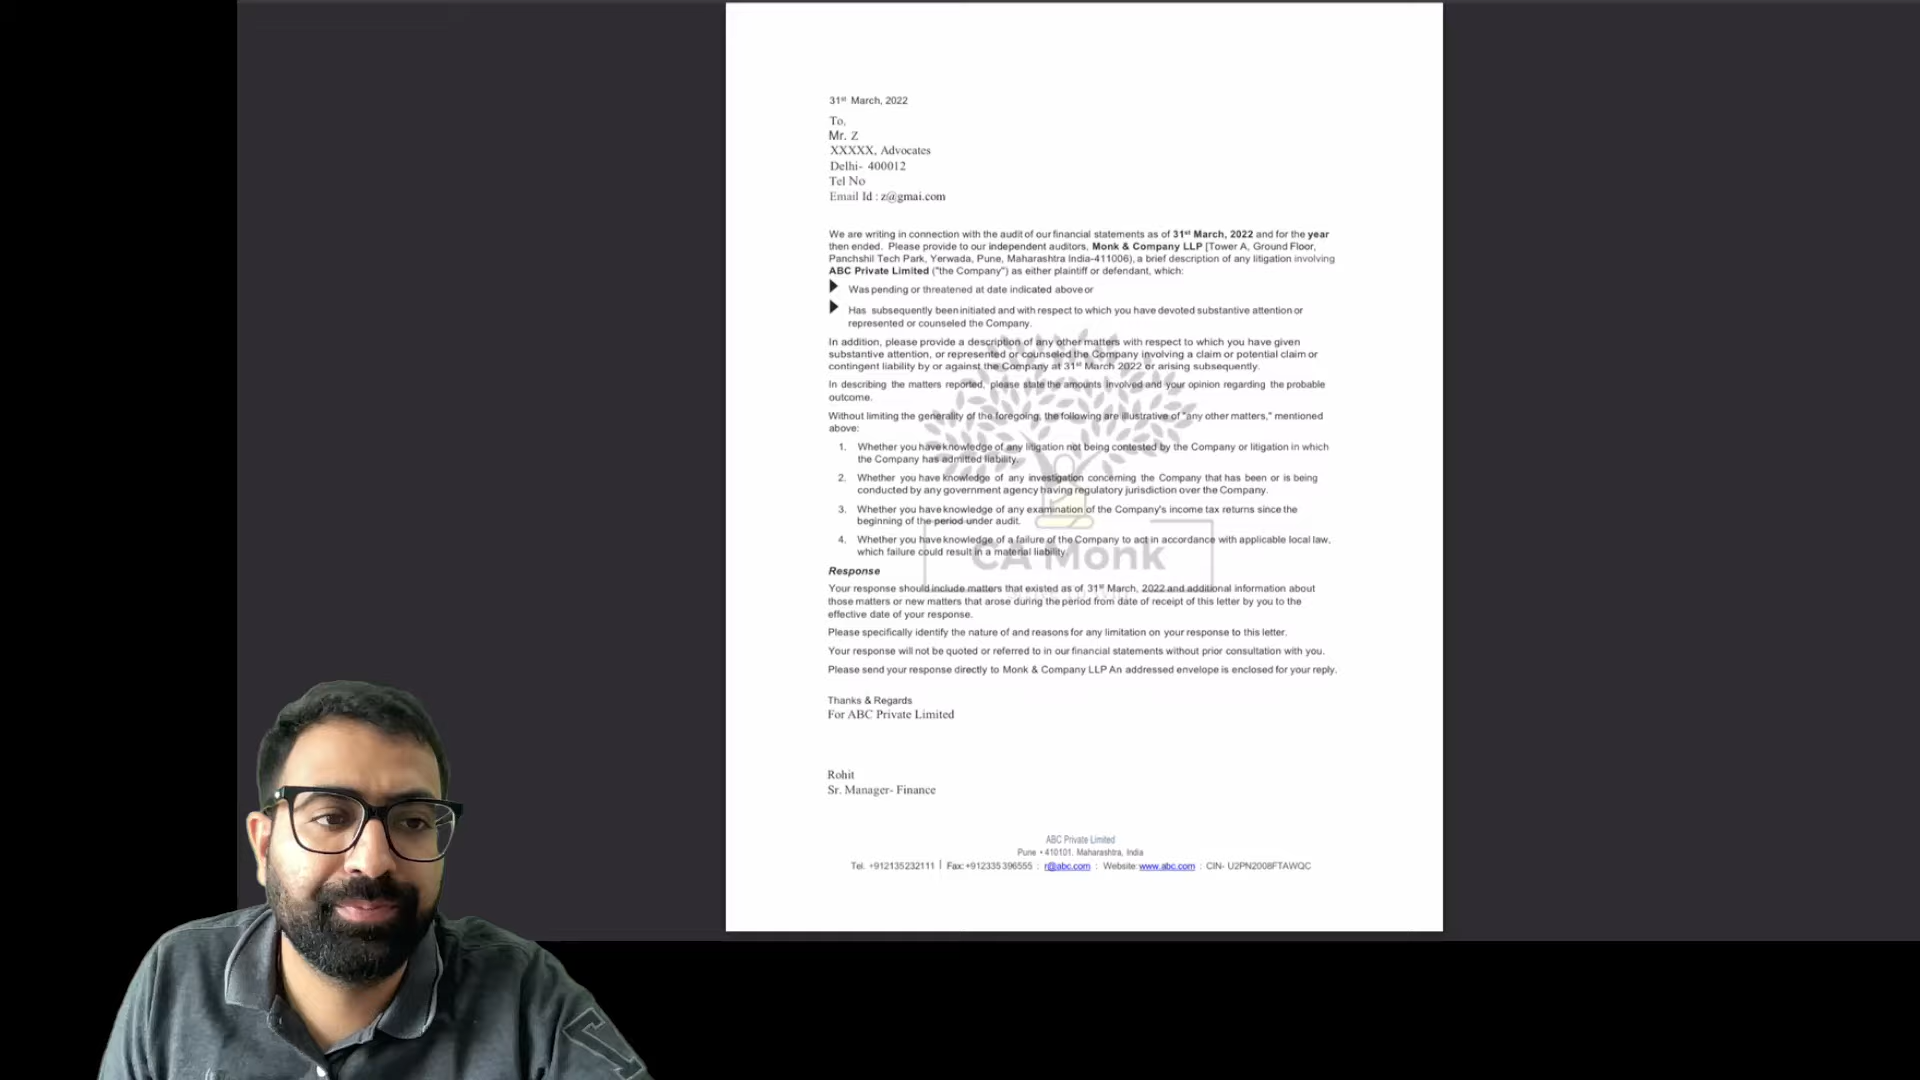 31st March, 2022
To,
Mr. Z
XXXXX, Advocates
Delhi- 400012
Tel No
Email Id : z@gmai.com
We are writing in connection with the audit of our financial statements as of 31st March, 2022 and for the year
then ended. Please provide to our independent auditors, Monk & Company LLP [Tower A, Ground Floor,
Panchshil Tech Park, Yerwada, Pune, Maharashtra India-411006), a brief description of any litigation involving
ABC Private Limited ("the Company") as either plaintiff or defendant, which:
Was pending or threatened at date indicated above or
Has subsequently been initiated and with respect to which you have devoted substantive attention or
represented or counseled the Company.
In addition, please provide a description of any other matters with respect to which you have given
substantive attention, or represented or counseled the Company involving a claim or potential claim or
contingent liability by or against the Company at 31st March 2022 or arising subsequently.
In describing the matters reported, please state the amounts involved and your opinion regarding the probable
outcome.
Without limiting the generality of the foregoing, the following are illustrative of "any other matters," mentioned
above:
1. Whether you have knowledge of any litigation not being contested by the Company or litigation in which
the Company has admitted liability.
2. Whether you have knowledge of any investigation concerning the Company that has been or is being
conducted by any government agency having regulatory jurisdiction over the Company.
3. Whether you have knowledge of any examination of the Company's income tax returns since the
beginning of the period under audit.
4. Whether you have knowledge of a failure of the Company to act in accordance with applicable local law,
which failure could result in a material liability.
CA Monk
Response
Your response should include matters that existed as of 31st March, 2022 and additional information about
those matters or new matters that arose during the period from date of receipt of this letter by you to the
effective date of your response.
Please specifically identify the nature of and reasons for any limitation on your response to this letter.
Your response will not be quoted or referred to in our financial statements without prior consultation with you.
Please send your response directly to Monk & Company LLP An addressed envelope is enclosed for your reply.
Thanks & Regards
For ABC Private Limited
Rohit
Sr. Manager- Finance
ABC Private Limited
Pune • 410101. Maharashtra, India
Tel. +912135232111 | Fax:+912335396555 : r@abc.com : Website:www.abc.com : CIN- U2PN2008FTAWQC